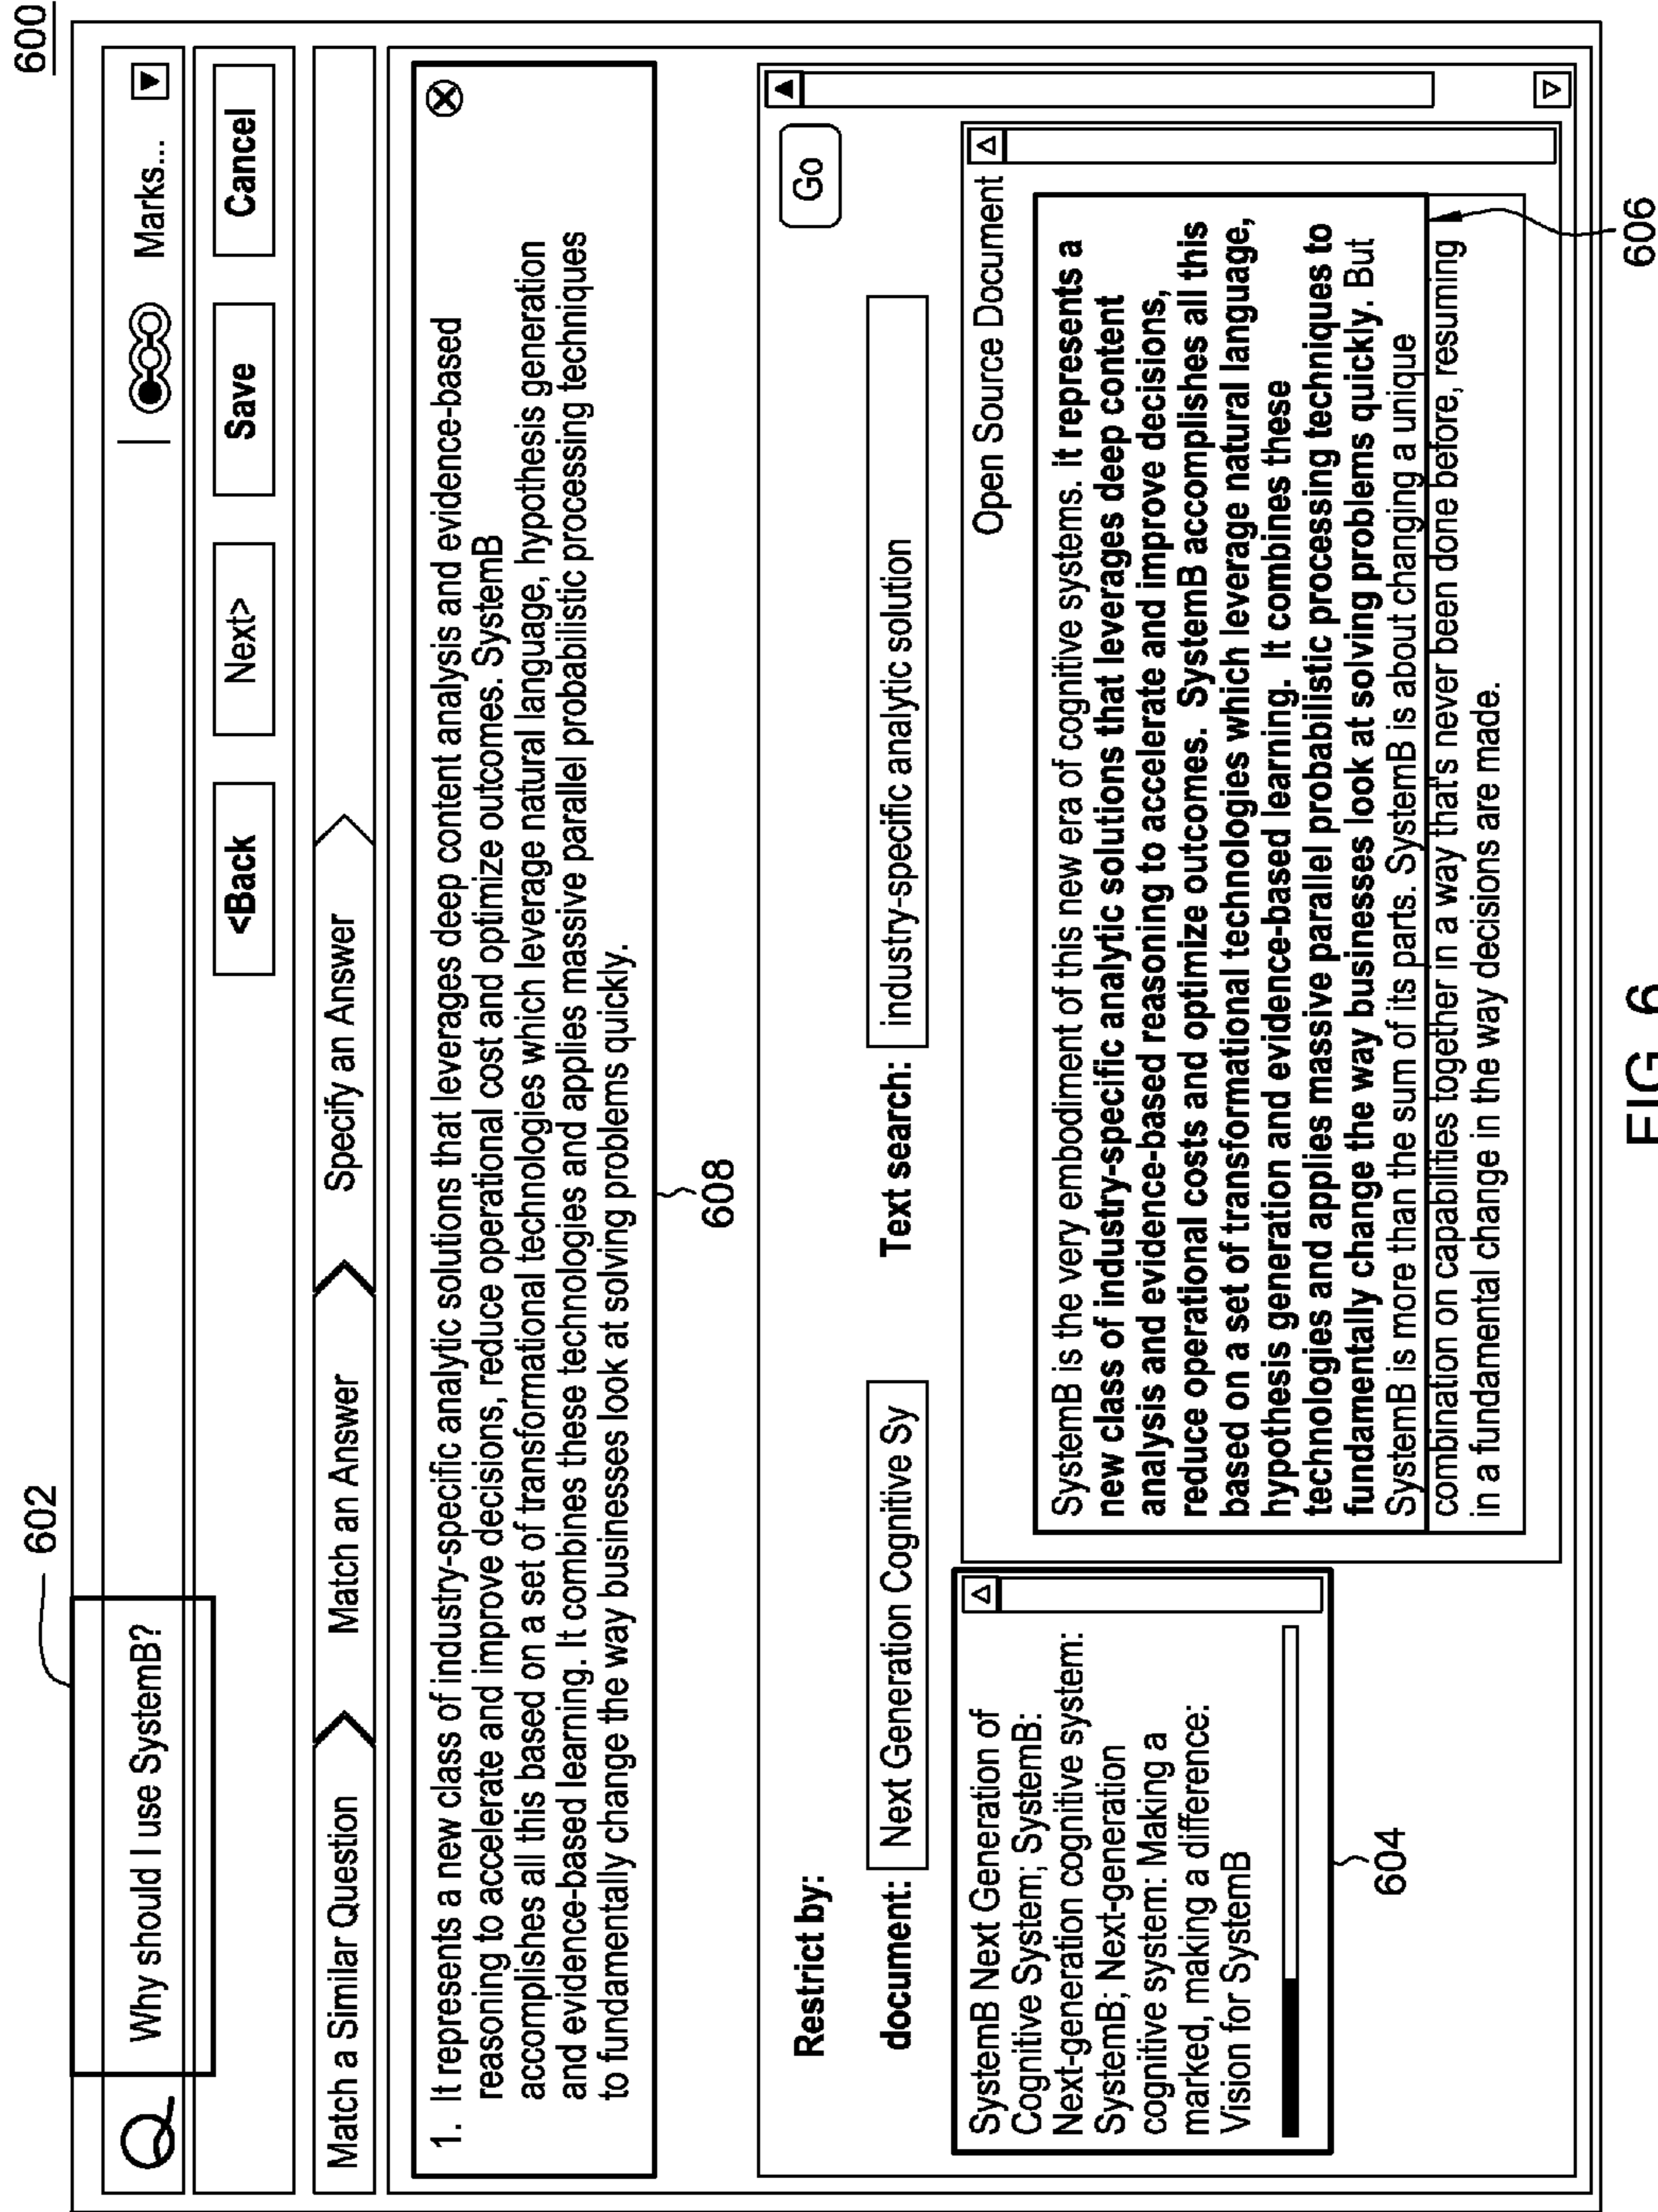 600
602
Why should I use SystemB?
Marks...
<Back
Next>
Save
Cancel
Match a Similar Question
Match an Answer
Specify an Answer
1. It represents a new class of industry-specific analytic solutions that leverages deep content analysis and evidence-based
reasoning to accelerate and improve decisions, reduce operational cost and optimize outcomes. SystemB
accomplishes all this based on a set of transformational technologies which leverage natural language, hypothesis generation
and evidence-based learning. It combines these technologies and applies massive parallel probabilistic processing techniques
to fundamentally change the way businesses look at solving problems quickly.
608
Restrict by:
document:
Next Generation Cognitive Sy
Text search:
industry-specific analytic solution
Go
SystemB Next Generation of
Cognitive System; SystemB:
Next-generation cognitive system:
SystemB; Next-generation
cognitive system: Making a
marked, making a difference:
Vision for SystemB
604
Open Source Document
SystemB is the very embodiment of this new era of cognitive systems. it represents a
new class of industry-specific analytic solutions that leverages deep content
analysis and evidence-based reasoning to accelerate and improve decisions,
reduce operational costs and optimize outcomes. SystemB accomplishes all this
based on a set of transformational technologies which leverage natural language,
hypothesis generation and evidence-based learning. It combines these
technologies and applies massive parallel probabilistic processing techniques to
fundamentally change the way businesses look at solving problems quickly. But
SystemB is more than the sum of its parts. SystemB is about changing a unique
combination on capabilities together in a way that's never been done before, resuming
in a fundamental change in the way decisions are made.
606
FIG. 6